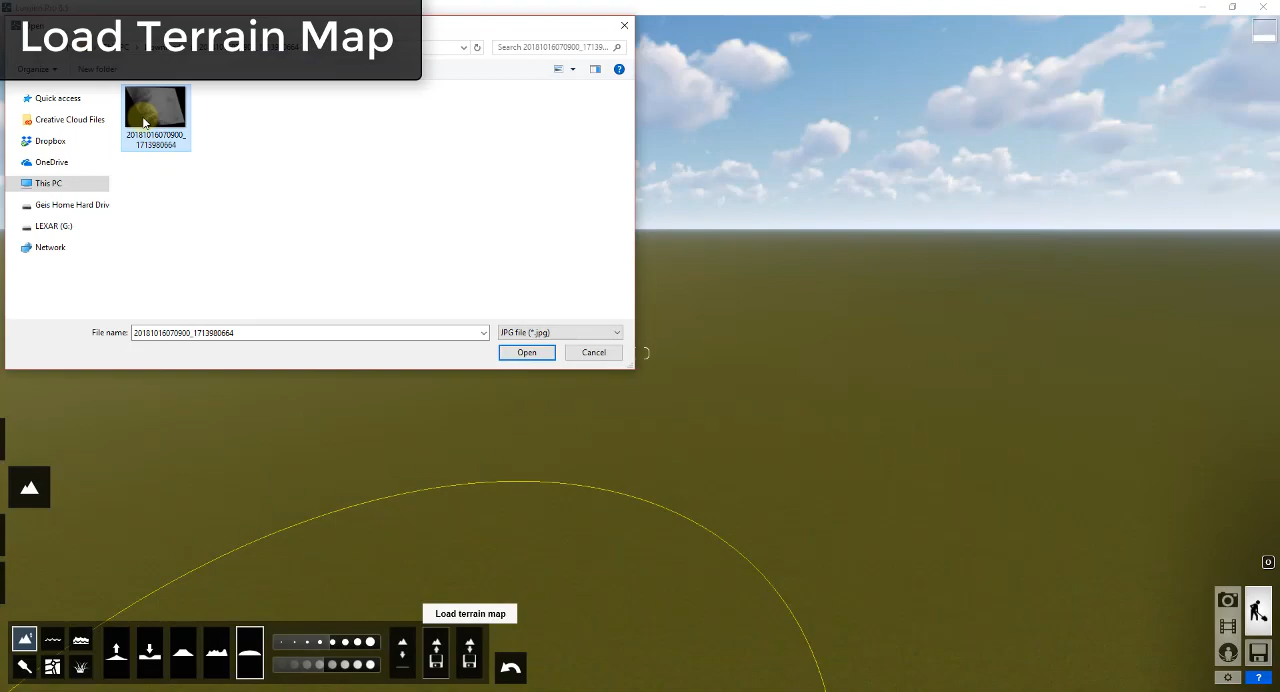 Load Terrain Map
Search 20181016070900_1713...
Organize
New folder
Quick access
Creative Cloud Files
Dropbox
OneDrive
This PC
Geis Home Hard Driv
LEXAR (G:)
Network
20181016070900_
1713980664
File name:
20181016070900_1713980664
JPG file (*.jpg)
Open
Cancel
Load terrain map
O
?